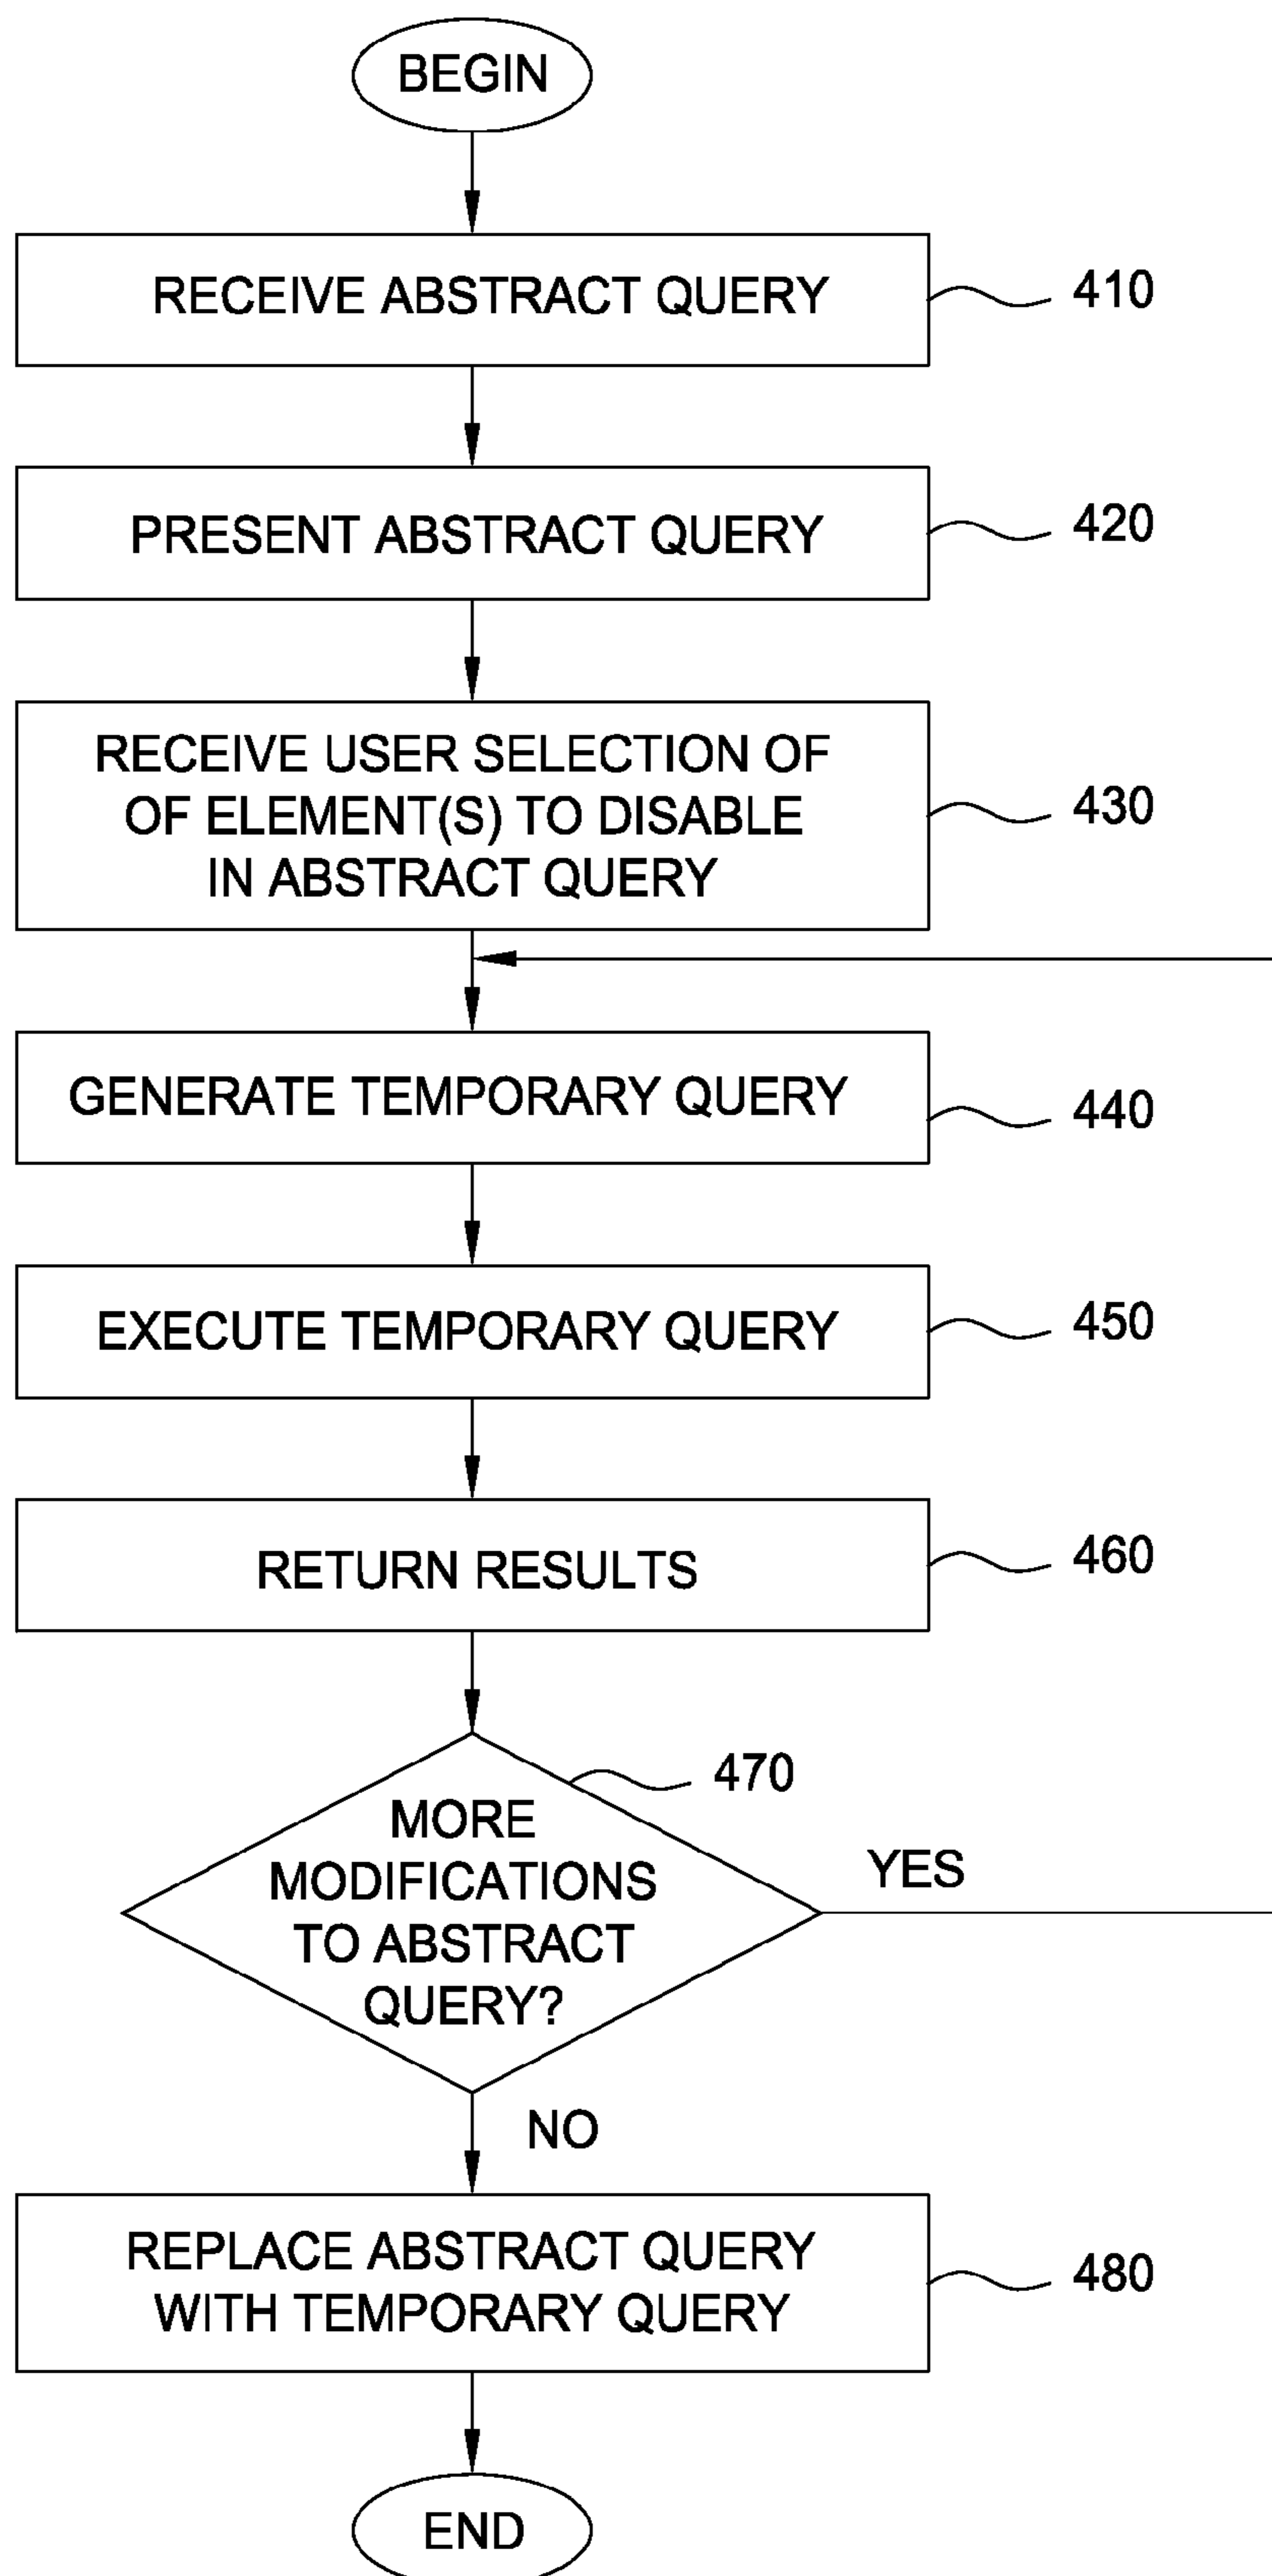 BEGIN
RECEIVE ABSTRACT QUERY
410
PRESENT ABSTRACT QUERY
420
RECEIVE USER SELECTION OF
OF ELEMENT(S) TO DISABLE
IN ABSTRACT QUERY
430
GENERATE TEMPORARY QUERY
440
EXECUTE TEMPORARY QUERY
450
RETURN RESULTS
460
470
MORE
MODIFICATIONS
TO ABSTRACT
QUERY?
YES
NO
REPLACE ABSTRACT QUERY
WITH TEMPORARY QUERY
480
END